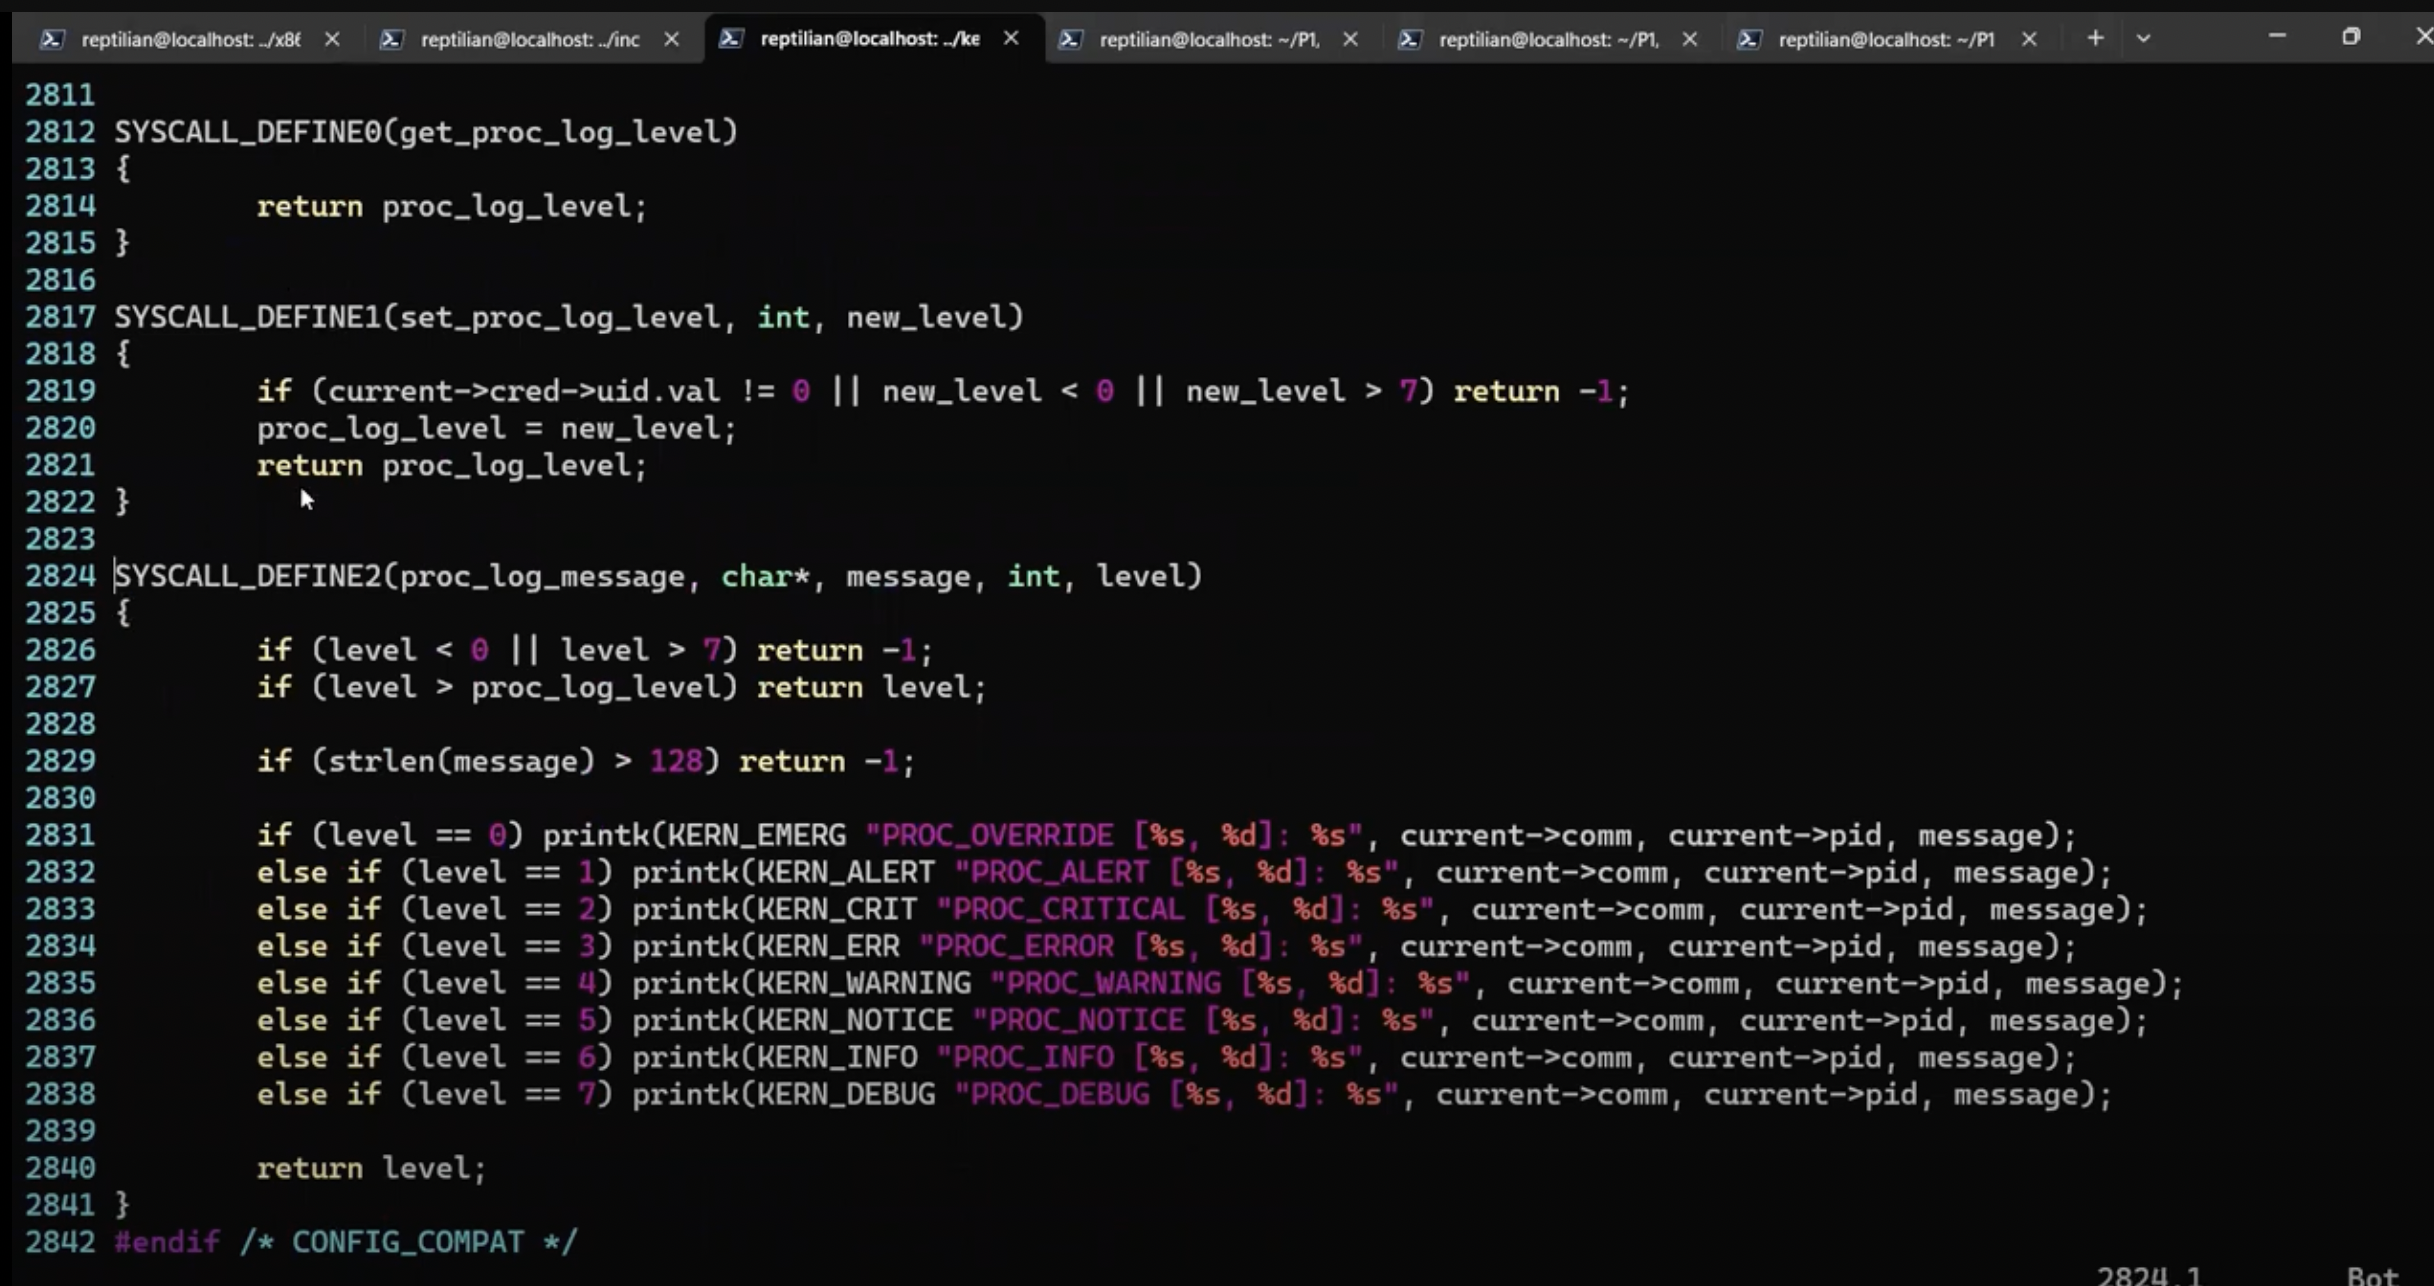 reptilian@localhost: ../x86 reptilian@localhost: ../inc reptilian@localhost: ../ke reptilian@localhost: ~/P1, reptilian@localhost: ~/P1, reptilian@localhost: ~/P1
2811
2812 SYSCALL_DEFINE0(get_proc_log_level)
2813 {
2814         return proc_log_level;
2815 }
2816
2817 SYSCALL_DEFINE1(set_proc_log_level, int, new_level)
2818 {
2819         if (current->cred->uid.val != 0 || new_level < 0 || new_level > 7) return -1;
2820         proc_log_level = new_level;
2821         return proc_log_level;
2822 }
2823
2824 SYSCALL_DEFINE2(proc_log_message, char*, message, int, level)
2825 {
2826         if (level < 0 || level > 7) return -1;
2827         if (level > proc_log_level) return level;
2828
2829         if (strlen(message) > 128) return -1;
2830
2831         if (level == 0) printk(KERN_EMERG "PROC_OVERRIDE [%s, %d]: %s", current->comm, current->pid, message);
2832         else if (level == 1) printk(KERN_ALERT "PROC_ALERT [%s, %d]: %s", current->comm, current->pid, message);
2833         else if (level == 2) printk(KERN_CRIT "PROC_CRITICAL [%s, %d]: %s", current->comm, current->pid, message);
2834         else if (level == 3) printk(KERN_ERR "PROC_ERROR [%s, %d]: %s", current->comm, current->pid, message);
2835         else if (level == 4) printk(KERN_WARNING "PROC_WARNING [%s, %d]: %s", current->comm, current->pid, message);
2836         else if (level == 5) printk(KERN_NOTICE "PROC_NOTICE [%s, %d]: %s", current->comm, current->pid, message);
2837         else if (level == 6) printk(KERN_INFO "PROC_INFO [%s, %d]: %s", current->comm, current->pid, message);
2838         else if (level == 7) printk(KERN_DEBUG "PROC_DEBUG [%s, %d]: %s", current->comm, current->pid, message);
2839
2840         return level;
2841 }
2842 #endif /* CONFIG_COMPAT */
2824,1 Bot